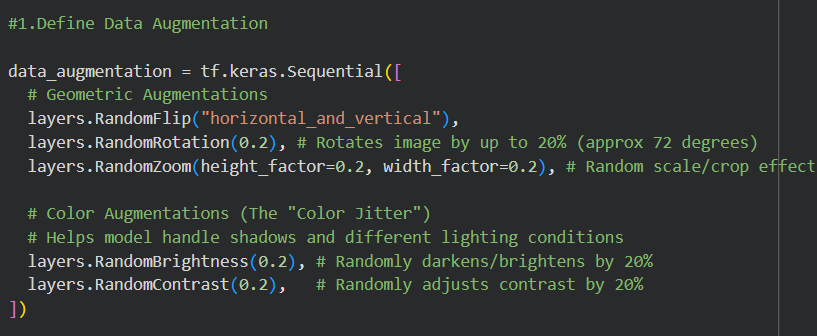 #1.Define Data Augmentation
data_augmentation = tf.keras.Sequential([
  # Geometric Augmentations
  layers.RandomFlip("horizontal_and_vertical"),
  layers.RandomRotation(0.2), # Rotates image by up to 20% (approx 72 degrees)
  layers.RandomZoom(height_factor=0.2, width_factor=0.2), # Random scale/crop effect
  # Color Augmentations (The "Color Jitter")
  # Helps model handle shadows and different lighting conditions
  layers.RandomBrightness(0.2), # Randomly darkens/brightens by 20%
  layers.RandomContrast(0.2),   # Randomly adjusts contrast by 20%
])